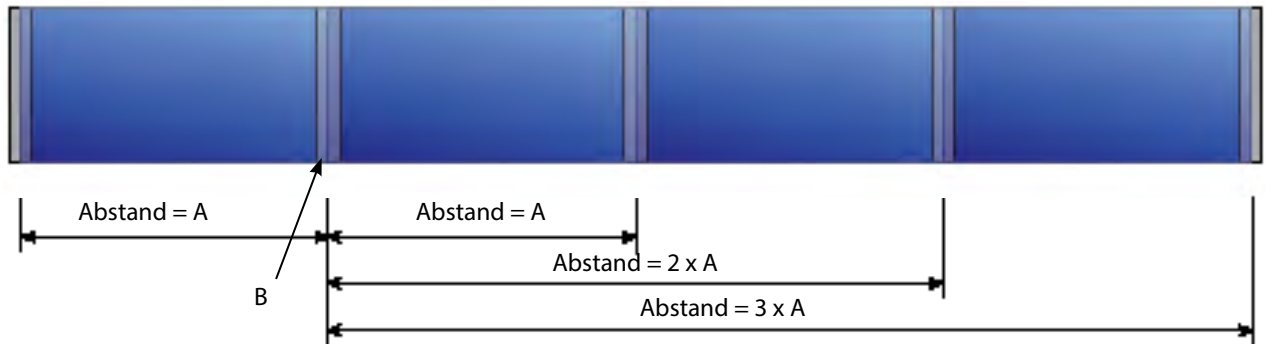 Abstand = A
Abstand = A
Abstand = 2 x A
B
Abstand = 3 x A